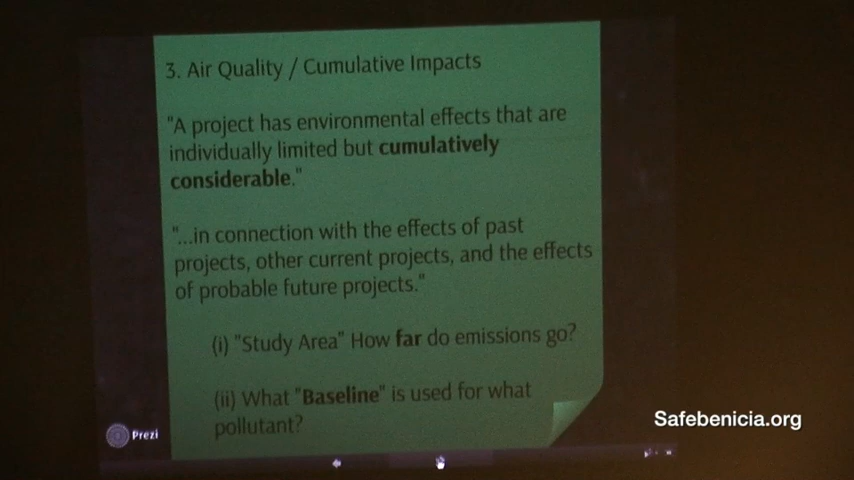 3. Air Quality / Cumulative Impacts
"A project has environmental effects that are
individually limited but cumulatively
considerable."
"...in connection with the effects of past
projects, other current projects, and the effects
of probable future projects."
(i) "Study Area" How far do emissions go?
(ii) What "Baseline" is used for what
pollutant?
Prezi
Safebenicia.org